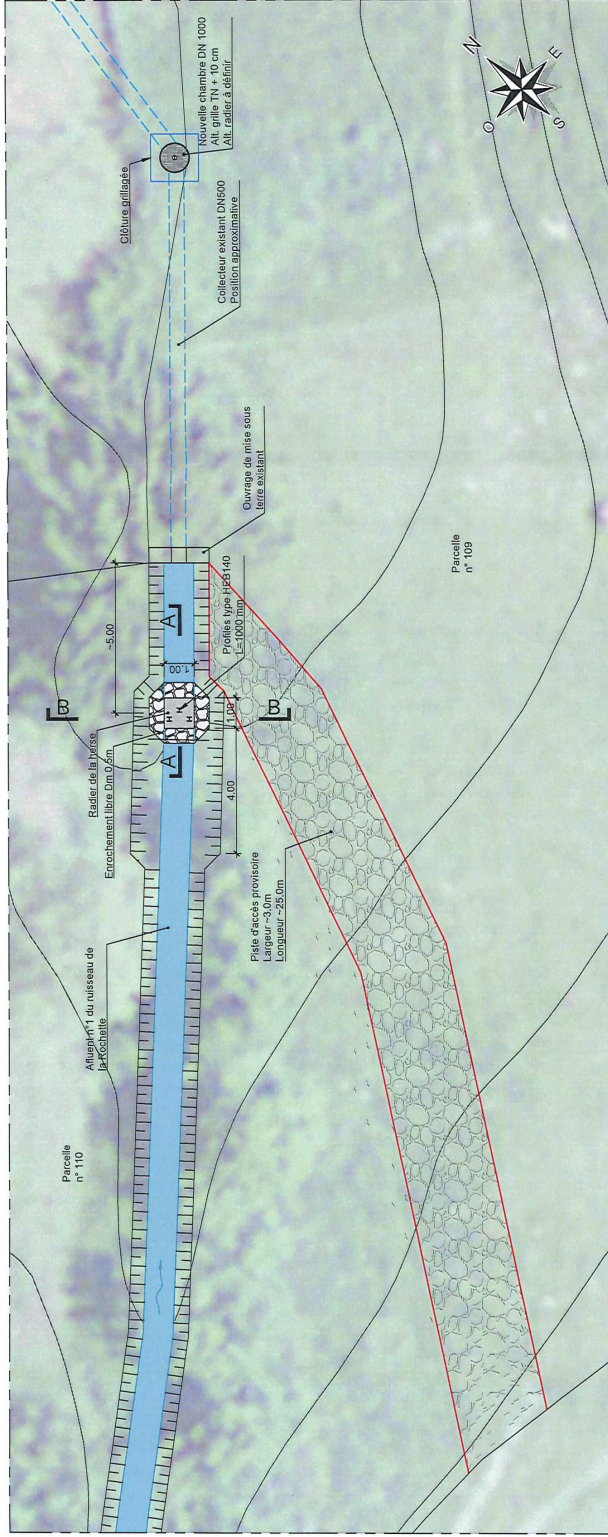 Parcelle
n° 110
Afluent n°1 du ruisseau de
la Rochette
Enrochement libre Dm 0.5m
Radier de la herse
~5.00
Clôture grillagée
Nouvelle chambre DN 1000
Alt. grille TN + 10 cm
Alt. radier à définir
Collecteur existant DN500
Position approximative
Ouvrage de mise sous
terre existant
Profilés type HEB140
L=1000 mm
B
B
A
A
1.00
1.00
4.00
H
H
H
e
Piste d'accès provisoire
Largeur ~3.0m
Longueur ~25.0m
Parcelle
n° 109
N
E
S
O